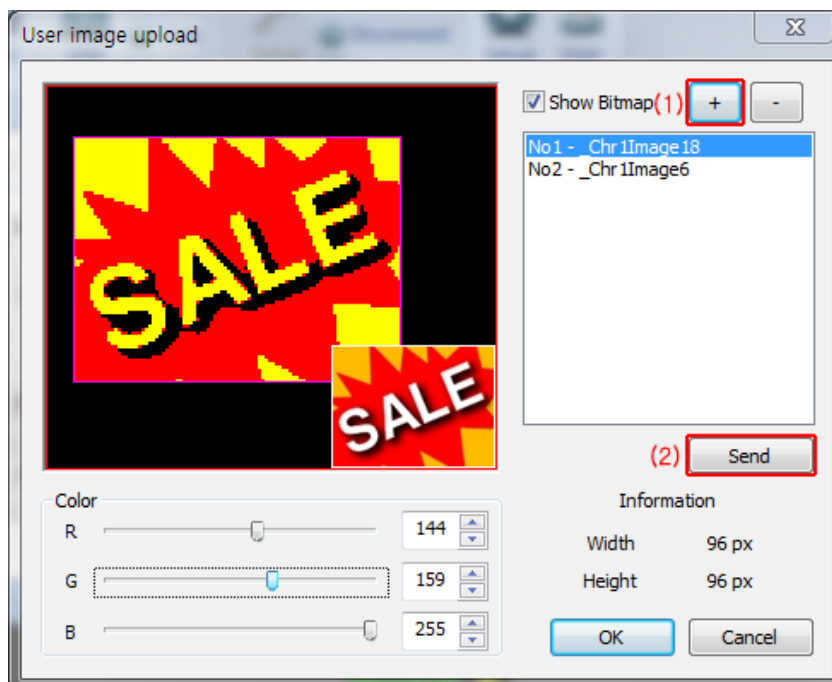 User image upload
Show Bitmap(1) + -
No1 - _Chr1Image18
No2 - _Chr1Image6
SALE
SALE
(2) Send
Color
R 144
G 159
B 255
Information
Width 96 px
Height 96 px
OK Cancel